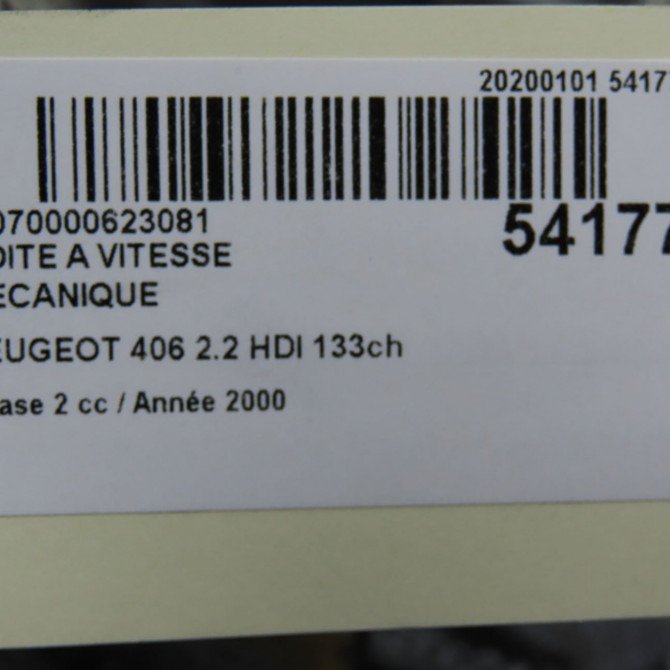 20200101 5417
070000623081
54177
OITE A VITESSE
ECANIQUE
EUGEOT 406 2.2 HDI 133ch
ase 2 cc / Année 2000